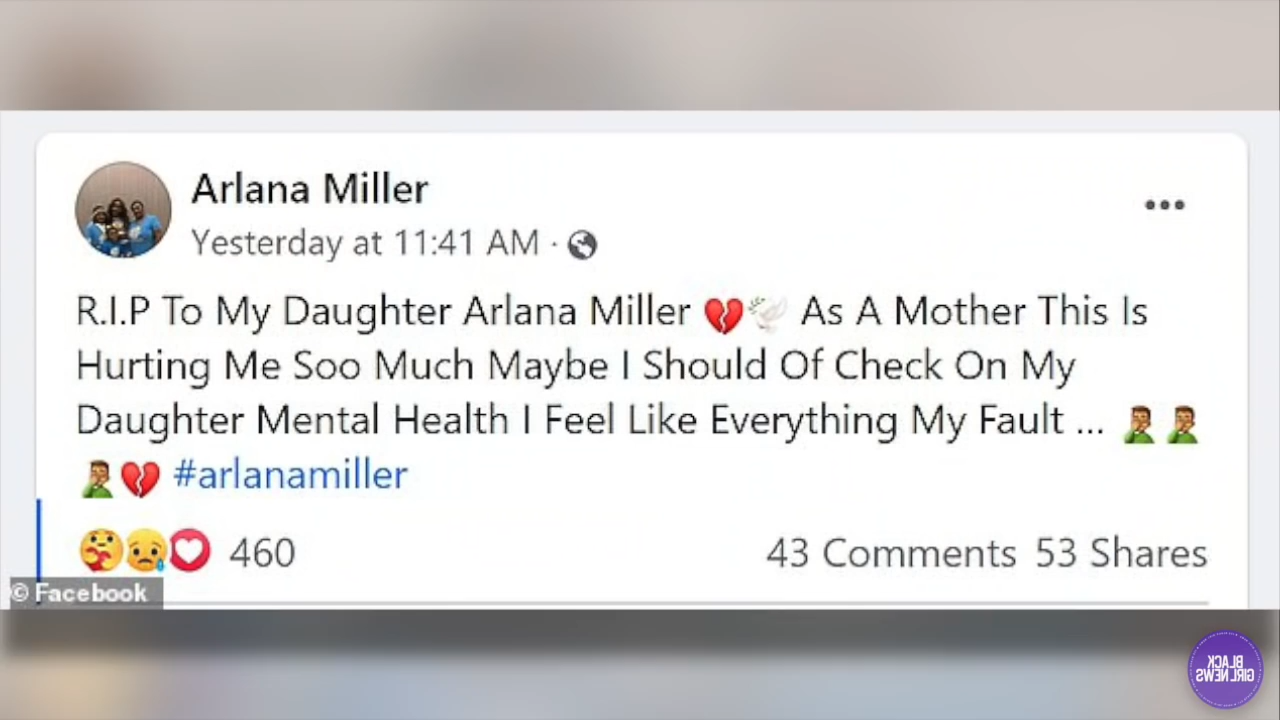 Arlana Miller
Yesterday at 11:41 AM ·
R.I.P To My Daughter Arlana Miller 💔🕊️ As A Mother This Is
Hurting Me Soo Much Maybe I Should Of Check On My
Daughter Mental Health I Feel Like Everything My Fault ... 🤦🏾‍♂️🤦🏾‍♂️
🤦🏾‍♂️💔 #arlanamiller
460
43 Comments 53 Shares
© Facebook
BLACK
GIRL NEWS